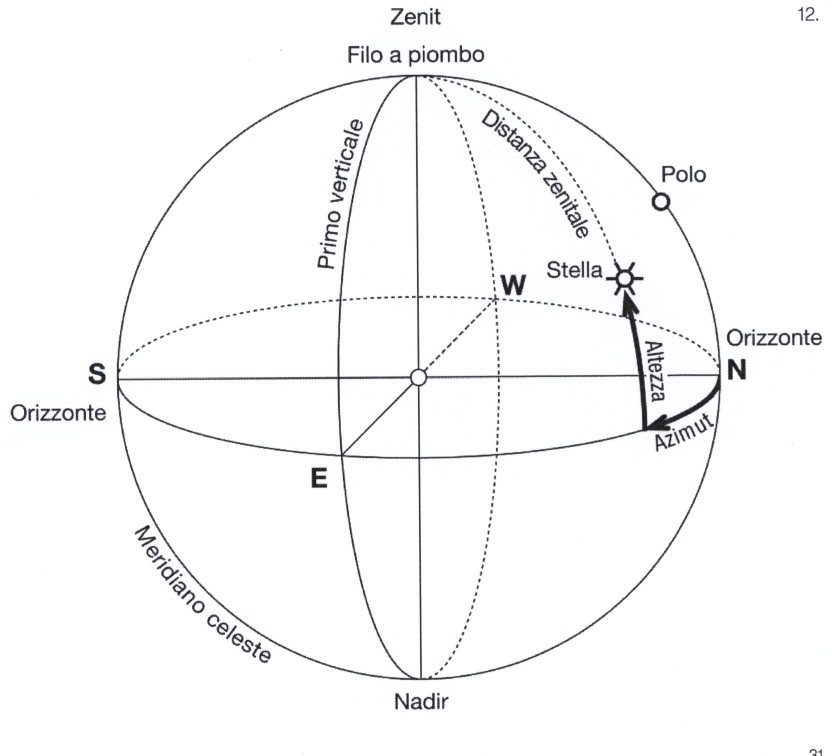 Zenit
12.
Filo a piombo
Primo verticale
Distanza zenitale
Polo
Stella
W
Orizzonte
S
N
Altezza
Orizzonte
Azimut
E
Meridiano celeste
Nadir
31